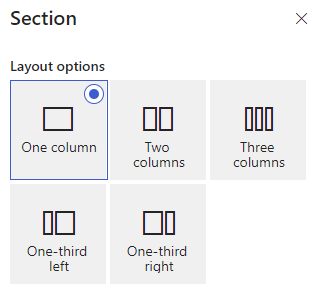 Section
Layout options
One column
Two
columns
Three
columns
One-third
left
One-third
right